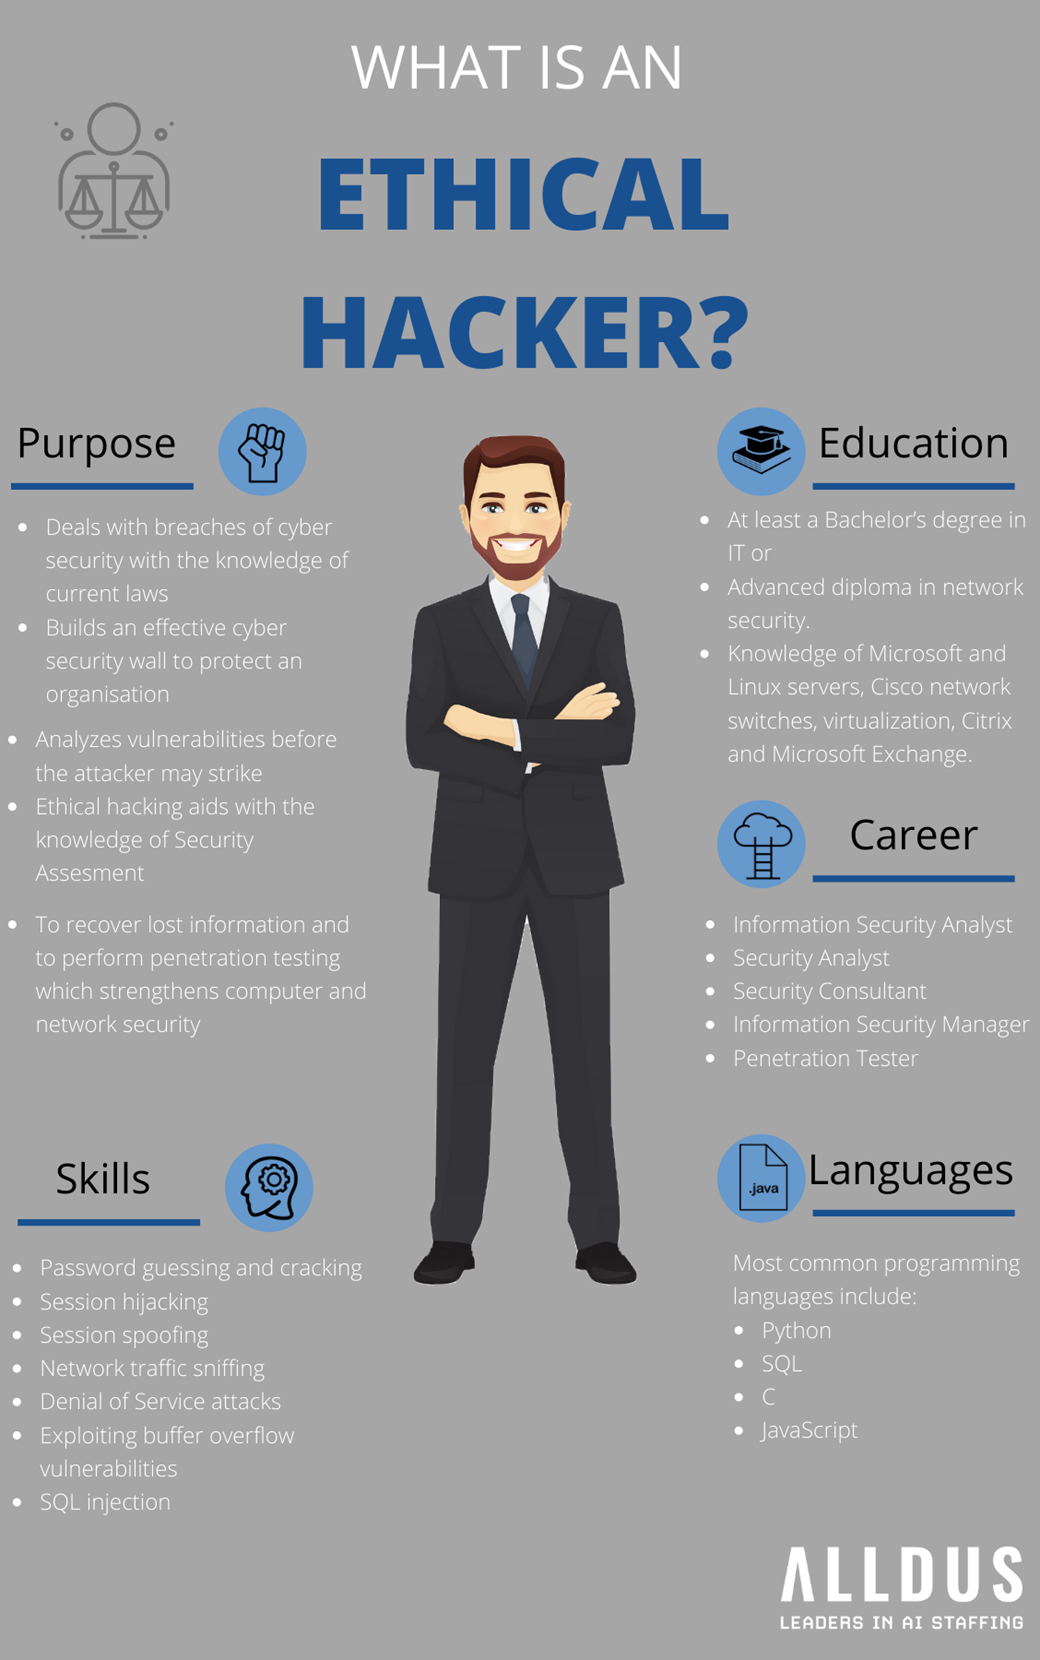 WHAT IS AN
ETHICAL
HACKER?
Purpose
• Deals with breaches of cyber
security with the knowledge of
current laws
• Builds an effective cyber
security wall to protect an
organisation
• Analyzes vulnerabilities before
the attacker may strike
• Ethical hacking aids with the
knowledge of Security
Assesment
• To recover lost information and
to perform penetration testing
which strengthens computer and
network security
Skills
• Password guessing and cracking
• Session hijacking
• Session spoofing
• Network traffic sniffing
• Denial of Service attacks
• Exploiting buffer overflow
vulnerabilities
• SQL injection
Education
• At least a Bachelor’s degree in
IT or
• Advanced diploma in network
security.
• Knowledge of Microsoft and
Linux servers, Cisco network
switches, virtualization, Citrix
and Microsoft Exchange.
Career
• Information Security Analyst
• Security Analyst
• Security Consultant
• Information Security Manager
• Penetration Tester
.java
Languages
Most common programming
languages include:
• Python
• SQL
• C
• JavaScript
ALLDUS
LEADERS IN AI STAFFING